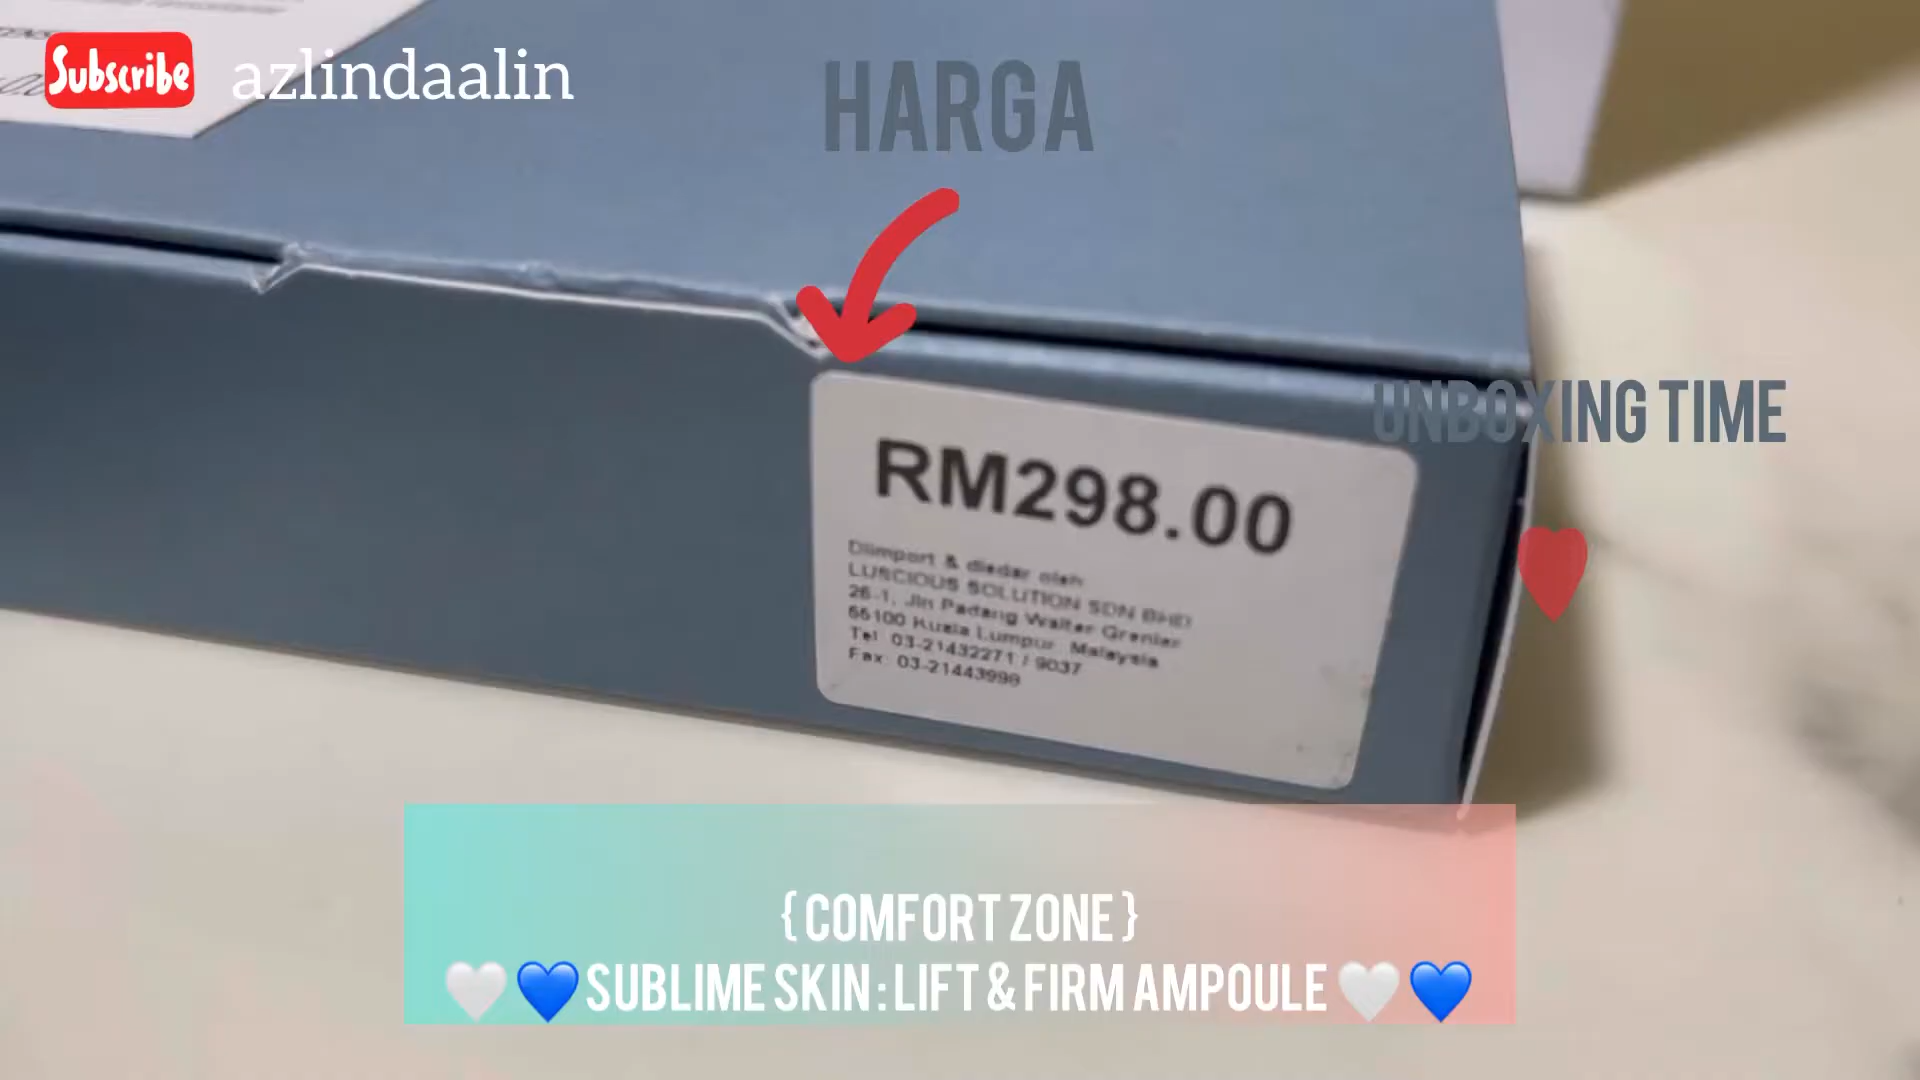 Subscribe azlindaalin
HARGA
UNBOXING TIME
RM298.00
Diimport & diedar oleh
LUSCIOUS SOLUTION SDN BHD
26-1, Jln Padang Walter Grenier
55100 Kuala Lumpur, Malaysia
Tel: 03-21432271 / 9037
Fax: 03-21443998
{ COMFORT ZONE }
🤍💙SUBLIME SKIN : LIFT & FIRM AMPOULE 🤍💙